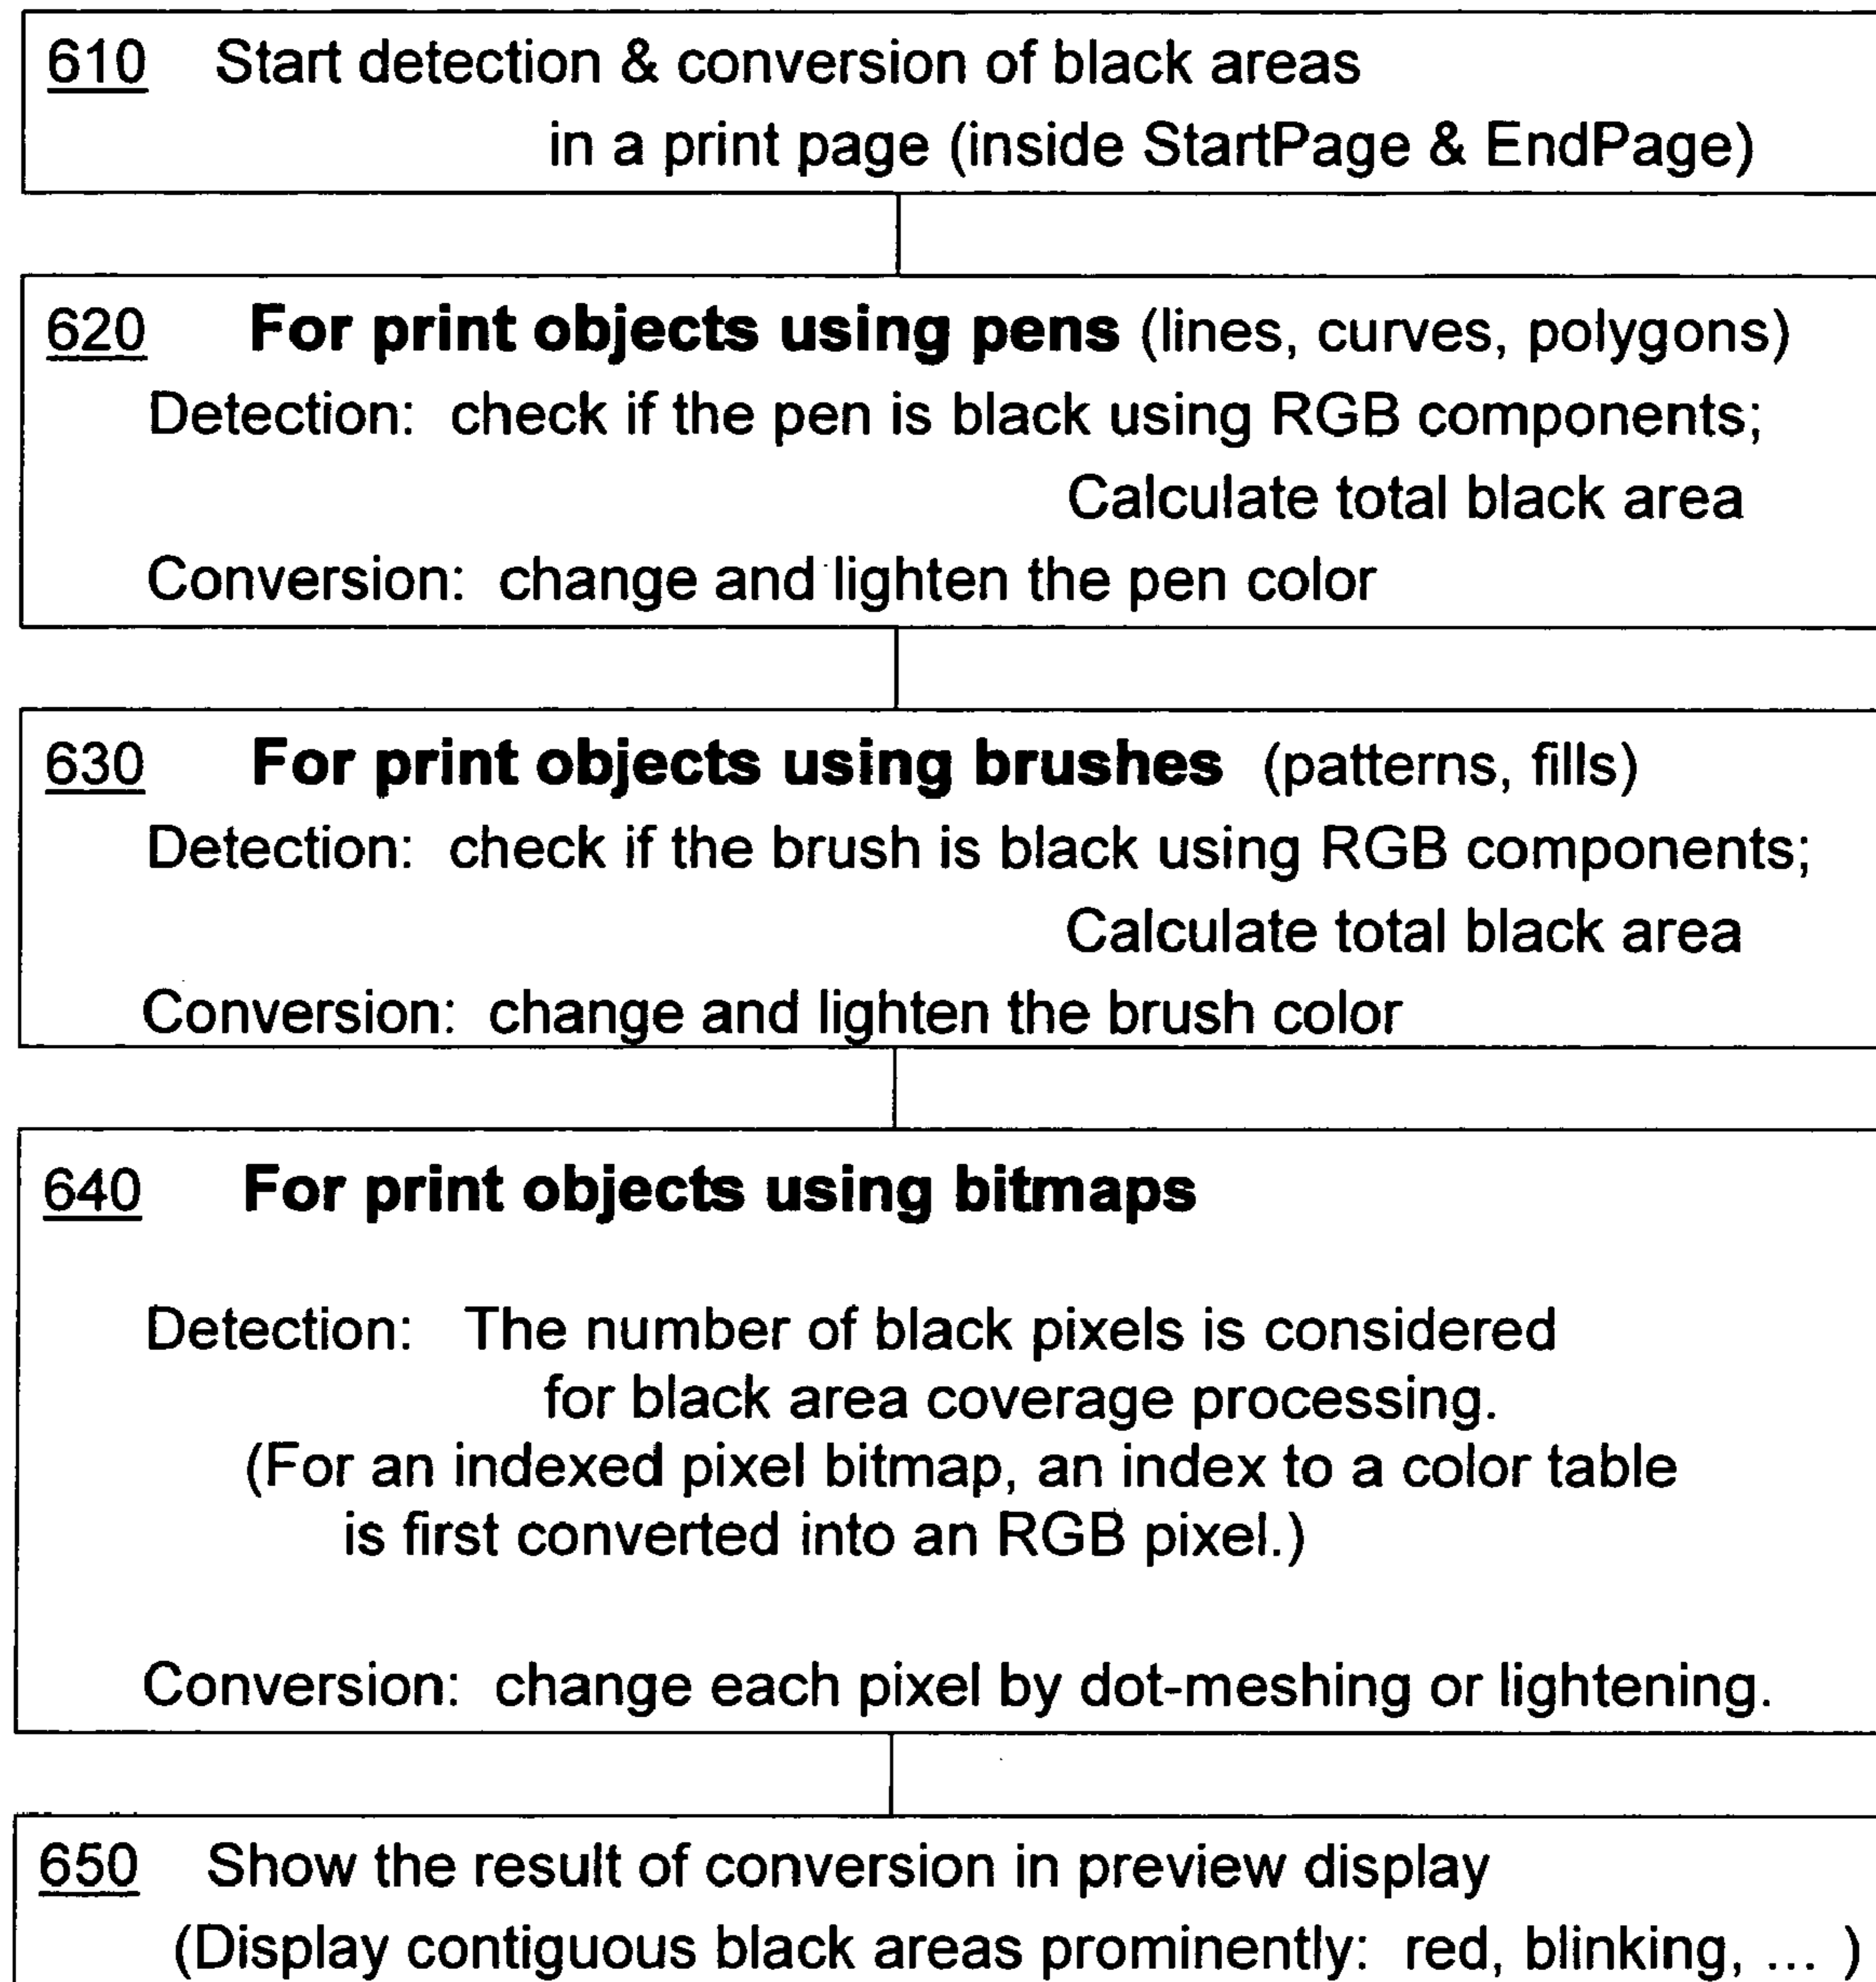 610 Start detection & conversion of black areas
in a print page (inside StartPage & EndPage)
620 For print objects using pens (lines, curves, polygons)
Detection: check if the pen is black using RGB components;
Calculate total black area
Conversion: change and lighten the pen color
630 For print objects using brushes (patterns, fills)
Detection: check if the brush is black using RGB components;
Calculate total black area
Conversion: change and lighten the brush color
640 For print objects using bitmaps
Detection: The number of black pixels is considered
for black area coverage processing.
(For an indexed pixel bitmap, an index to a color table
is first converted into an RGB pixel.)
Conversion: change each pixel by dot-meshing or lightening.
650 Show the result of conversion in preview display
(Display contiguous black areas prominently: red, blinking, ... )